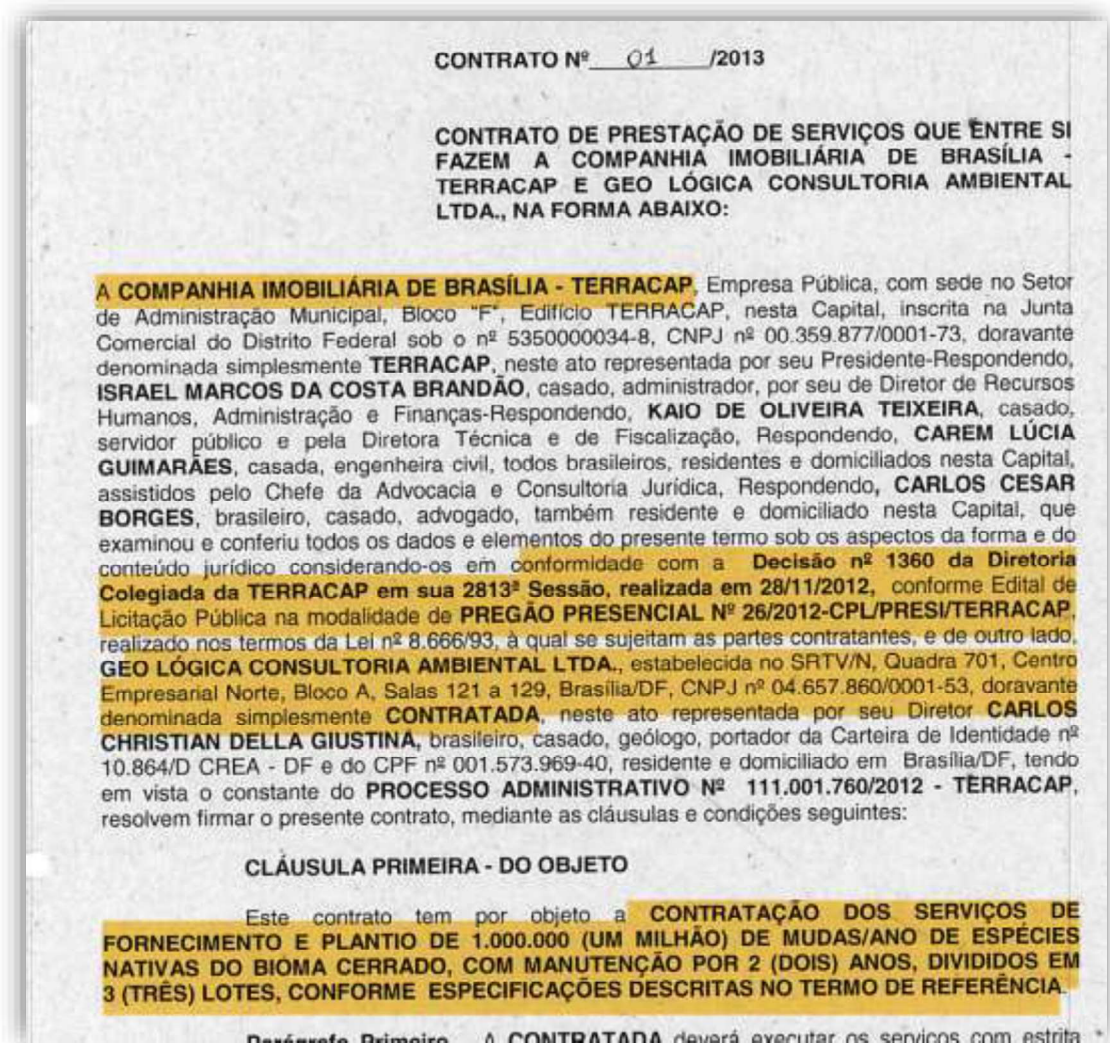 CONTRATO Nº 01 /2013
CONTRATO DE PRESTAÇÃO DE SERVIÇOS QUE ENTRE SI
FAZEM A COMPANHIA IMOBILIÁRIA DE BRASÍLIA -
TERRACAP E GEO LÓGICA CONSULTORIA AMBIENTAL
LTDA., NA FORMA ABAIXO:
A COMPANHIA IMOBILIÁRIA DE BRASÍLIA - TERRACAP, Empresa Pública, com sede no Setor
de Administração Municipal, Bloco "F", Edifício TERRACAP, nesta Capital, inscrita na Junta
Comercial do Distrito Federal sob o nº 5350000034-8, CNPJ nº 00.359.877/0001-73, doravante
denominada simplesmente TERRACAP, neste ato representada por seu Presidente-Respondendo,
ISRAEL MARCOS DA COSTA BRANDÃO, casado, administrador, por seu de Diretor de Recursos
Humanos, Administração e Finanças-Respondendo, KAIO DE OLIVEIRA TEIXEIRA, casado,
servidor público e pela Diretora Técnica e de Fiscalização, Respondendo, CAREM LÚCIA
GUIMARÃES, casada, engenheira civil, todos brasileiros, residentes e domiciliados nesta Capital,
assistidos pelo Chefe da Advocacia e Consultoria Jurídica, Respondendo, CARLOS CESAR
BORGES, brasileiro, casado, advogado, também residente e domiciliado nesta Capital, que
examinou e conferiu todos os dados e elementos do presente termo sob os aspectos da forma e do
conteúdo jurídico considerando-os em conformidade com a Decisão nº 1360 da Diretoria
Colegiada da TERRACAP em sua 2813ª Sessão, realizada em 28/11/2012, conforme Edital de
Licitação Pública na modalidade de PREGÃO PRESENCIAL Nº 26/2012-CPL/PRESI/TERRACAP,
realizado nos termos da Lei nº 8.666/93, à qual se sujeitam as partes contratantes, e de outro lado,
GEO LÓGICA CONSULTORIA AMBIENTAL LTDA., estabelecida no SRTV/N, Quadra 701, Centro
Empresarial Norte, Bloco A, Salas 121 a 129, Brasília/DF, CNPJ nº 04.657.860/0001-53, doravante
denominada simplesmente CONTRATADA, neste ato representada por seu Diretor CARLOS
CHRISTIAN DELLA GIUSTINA, brasileiro, casado, geólogo, portador da Carteira de Identidade nº
10.864/D CREA - DF e do CPF nº 001.573.969-40, residente e domiciliado em Brasília/DF, tendo
em vista o constante do PROCESSO ADMINISTRATIVO Nº 111.001.760/2012 - TERRACAP,
resolvem firmar o presente contrato, mediante as cláusulas e condições seguintes:
CLÁUSULA PRIMEIRA - DO OBJETO
Este contrato tem por objeto a CONTRATAÇÃO DOS SERVIÇOS DE
FORNECIMENTO E PLANTIO DE 1.000.000 (UM MILHÃO) DE MUDAS/ANO DE ESPÉCIES
NATIVAS DO BIOMA CERRADO, COM MANUTENÇÃO POR 2 (DOIS) ANOS, DIVIDIDOS EM
3 (TRÊS) LOTES, CONFORME ESPECIFICAÇÕES DESCRITAS NO TERMO DE REFERÊNCIA.
Parágrafo Primeiro A CONTRATADA deverá executar os serviços com estrita